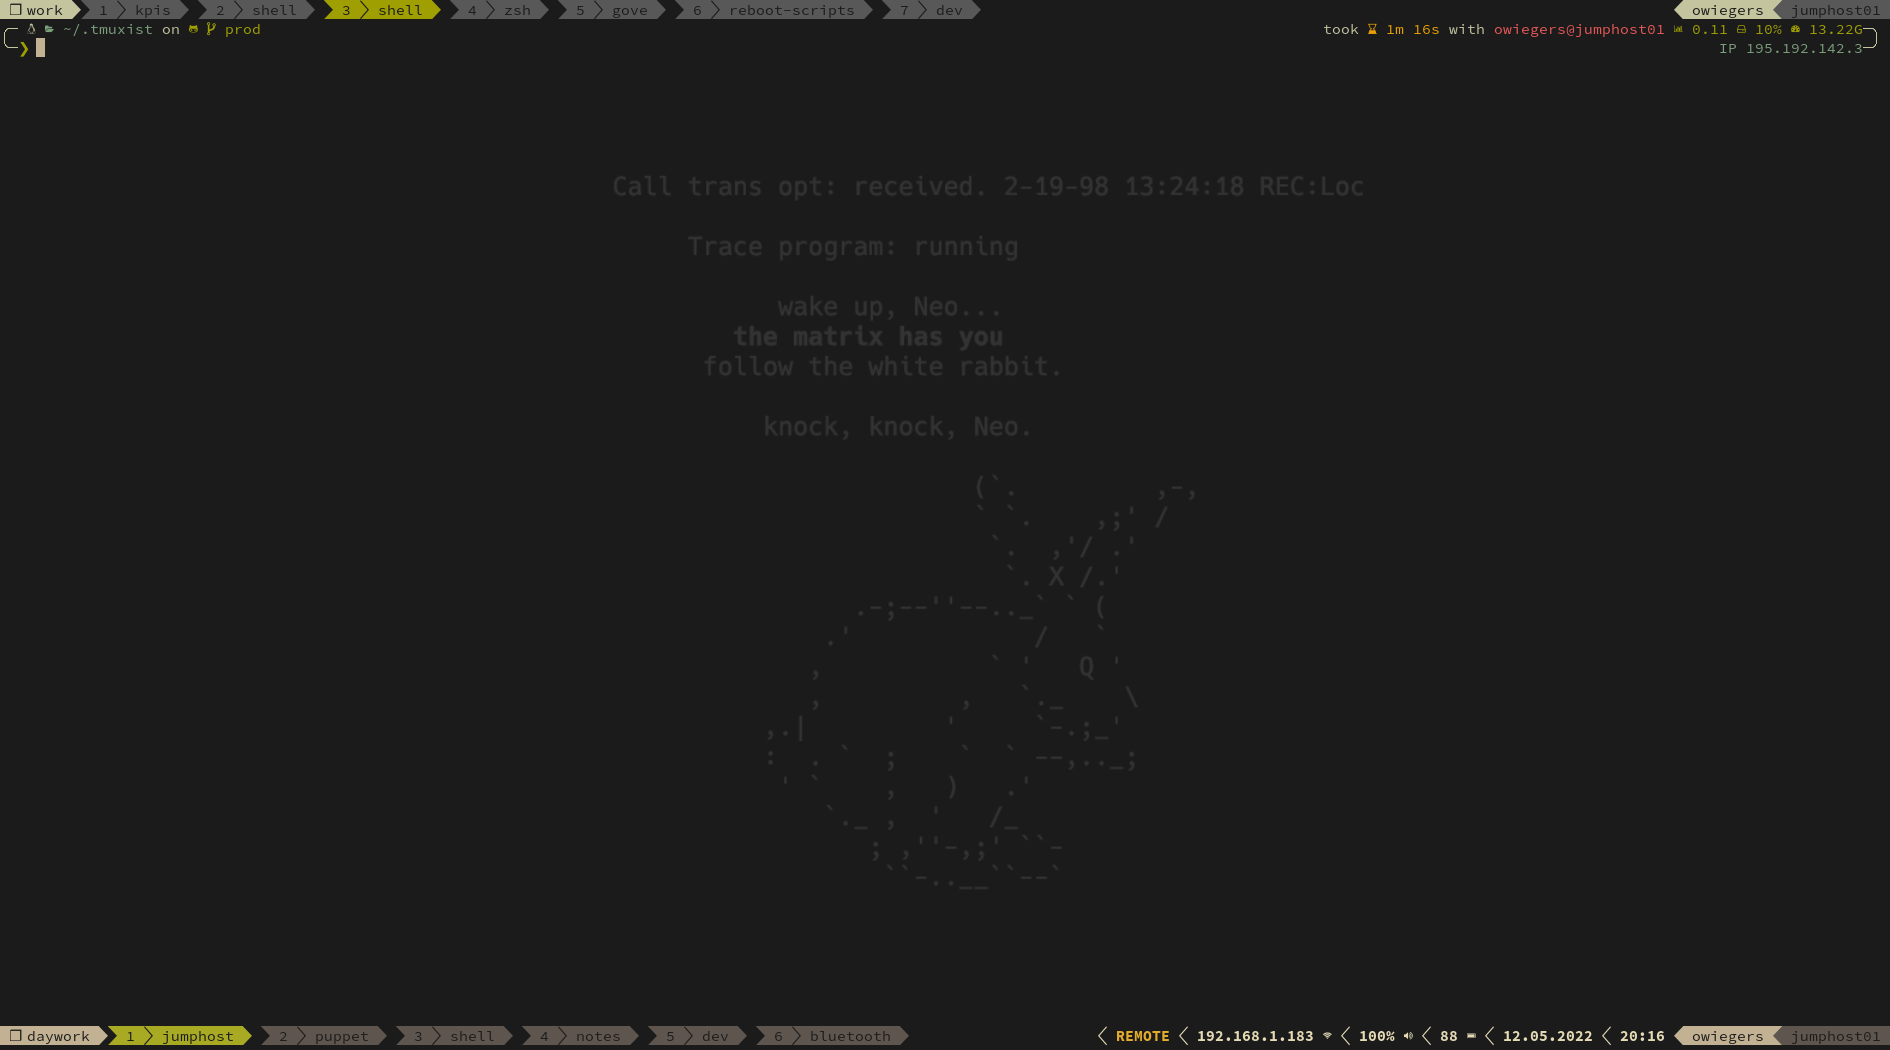 work 1 kpis 2 shell 3 shell 4 zsh 5 gove 6 reboot-scripts 7 dev owiegers jumphost01
~/.tmuxist on prod took 1m 16s with owiegers@jumphost01 0.11 10% 13.22G
❯ IP 195.192.142.3
Call trans opt: received. 2-19-98 13:24:18 REC:Loc
Trace program: running
wake up, Neo...
the matrix has you
follow the white rabbit.
knock, knock, Neo.
daywork 1 jumphost 2 puppet 3 shell 4 notes 5 dev 6 bluetooth REMOTE 192.168.1.183 100% 88 12.05.2022 20:16 owiegers jumphost01